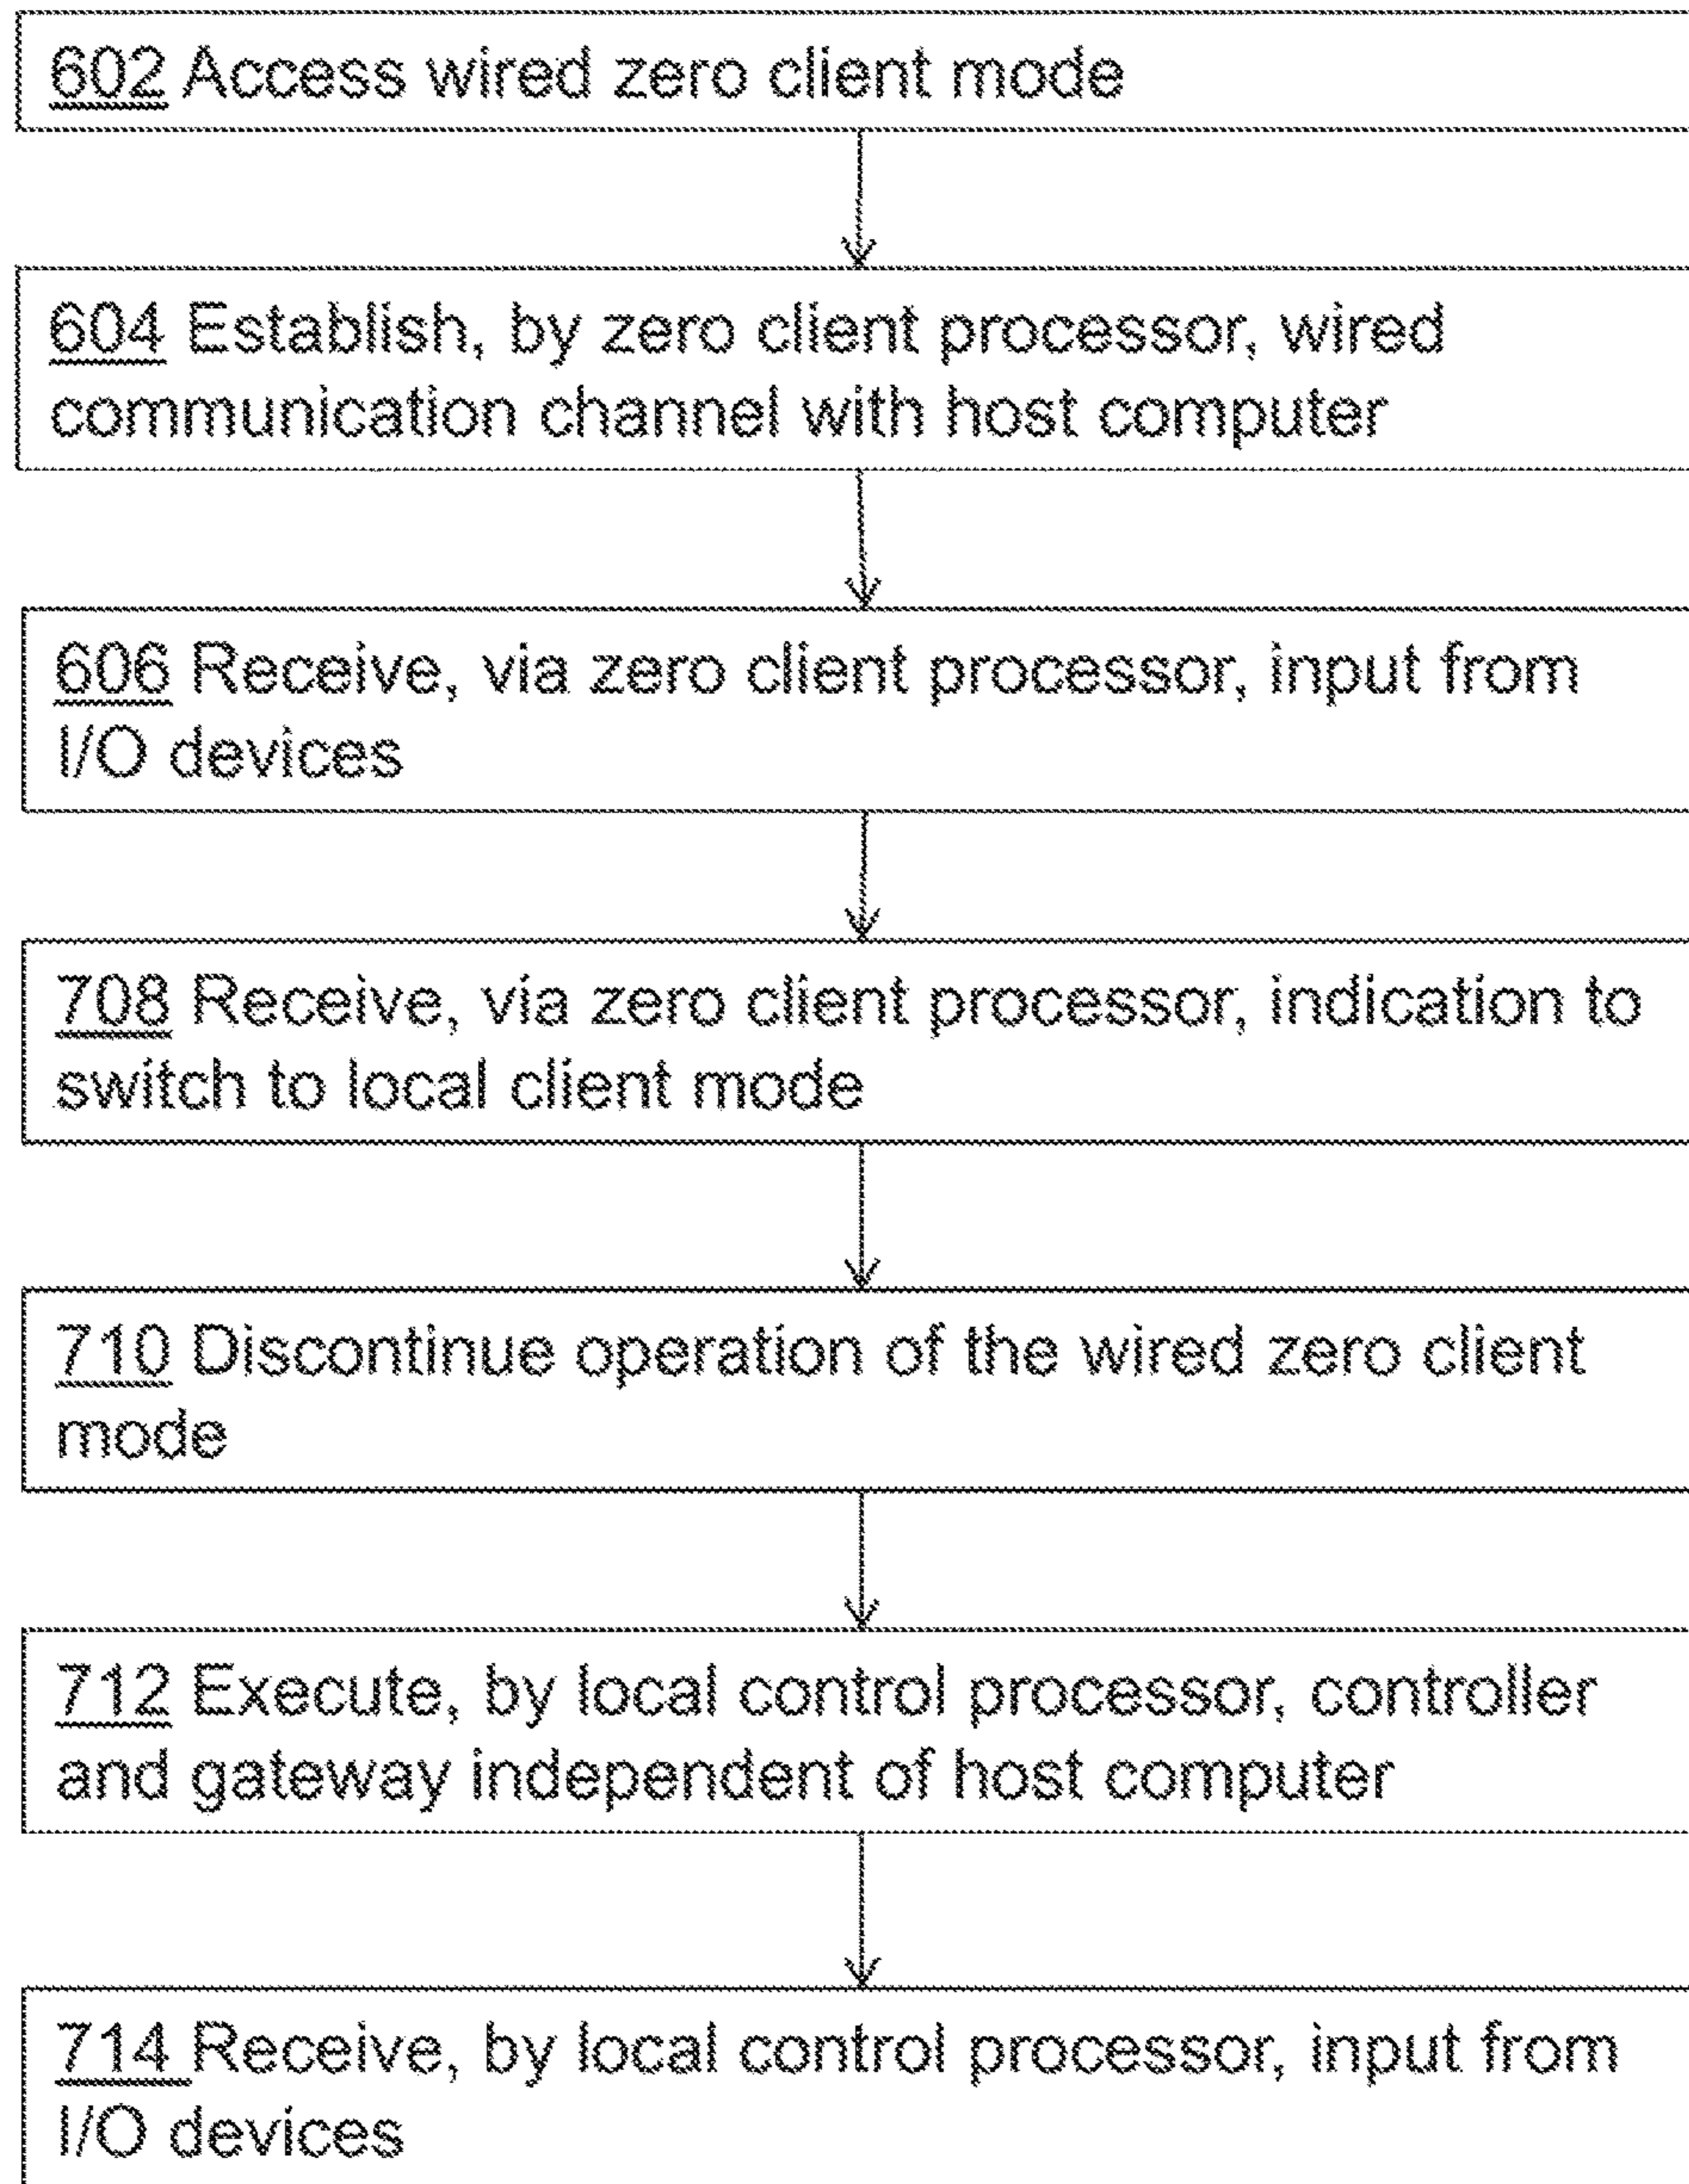 602 Access wired zero client mode
604 Establish, by zero client processor, wired
communication channel with host computer
606 Receive, via zero client processor, input from
I/O devices
708 Receive, via zero client processor, indication to
switch to local client mode
710 Discontinue operation of the wired zero client
mode
712 Execute, by local control processor, controller
and gateway independent of host computer
714 Receive, by local control processor, input from
I/O devices